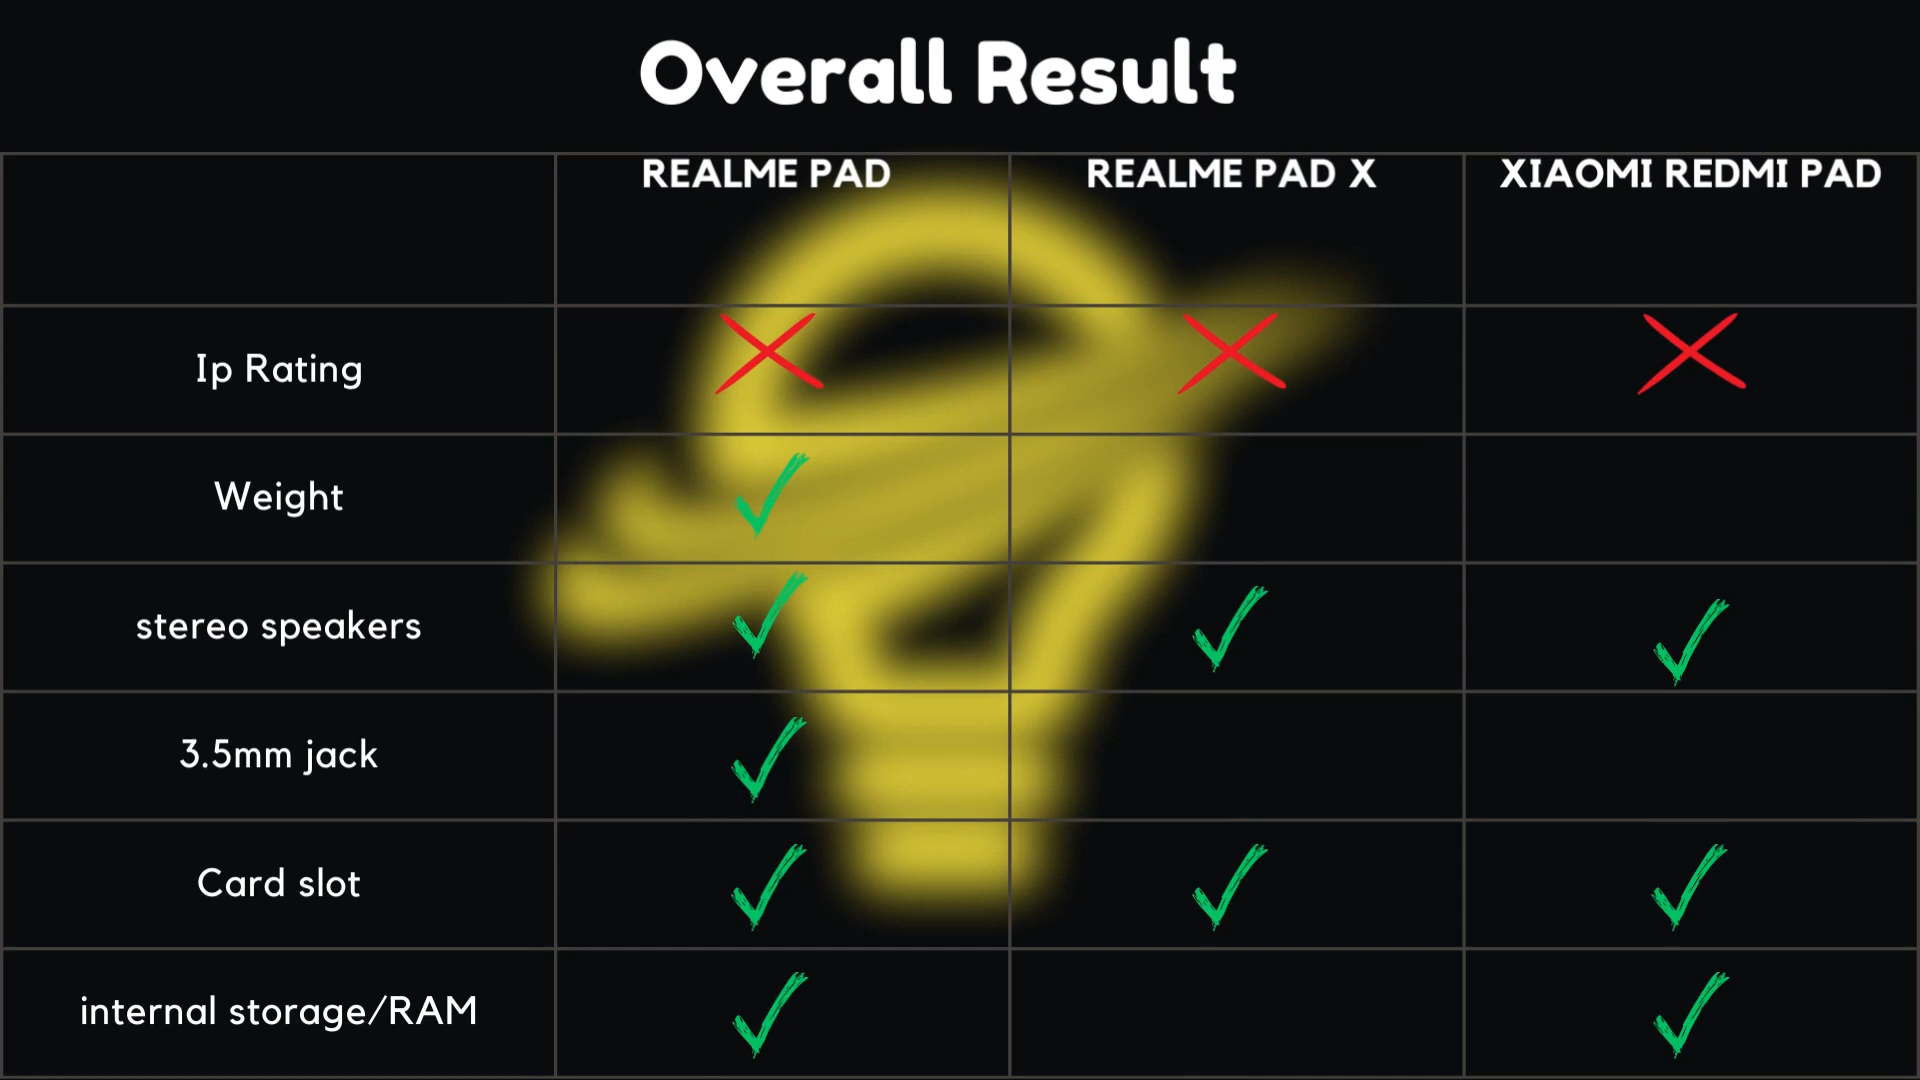 Overall Result
REALME PAD REALME PAD X XIAOMI REDMI PAD
Ip Rating
Weight
stereo speakers
3.5mm jack
Card slot
internal storage/RAM